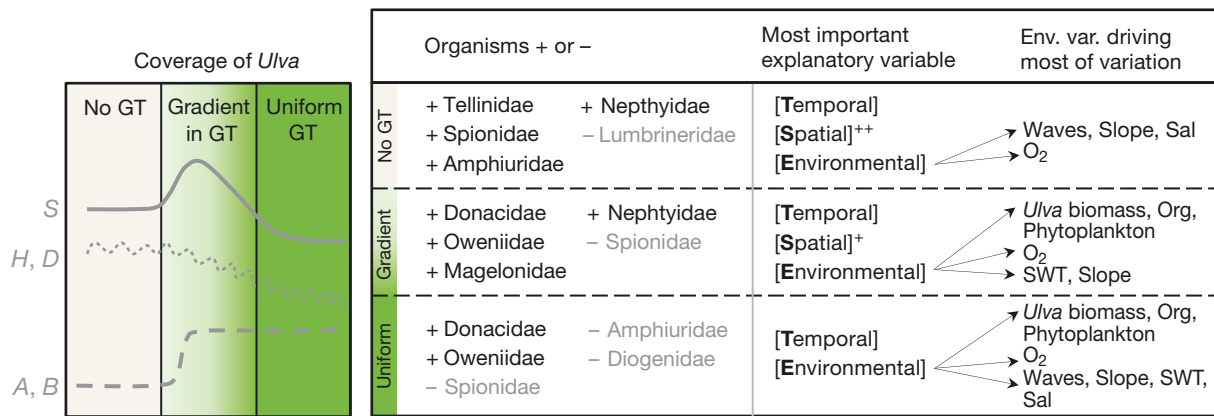 Coverage of Ulva
No GT
Gradient in GT
Uniform GT
S
H, D
A, B
Organisms + or –
Most important explanatory variable
Env. var. driving most of variation
No GT
+ Tellinidae
+ Nepthyidae
+ Spionidae
– Lumbrineridae
+ Amphiuridae
[Temporal]
[Spatial]++
[Environmental]
Waves, Slope, Sal
O2
Gradient
+ Donacidae
+ Nephtyidae
+ Oweniidae
– Spionidae
+ Magelonidae
[Temporal]
[Spatial]+
[Environmental]
Ulva biomass, Org,
Phytoplankton
O2
SWT, Slope
Uniform
+ Donacidae
– Amphiuridae
+ Oweniidae
– Diogenidae
– Spionidae
[Temporal]
[Environmental]
Ulva biomass, Org,
Phytoplankton
O2
Waves, Slope, SWT,
Sal